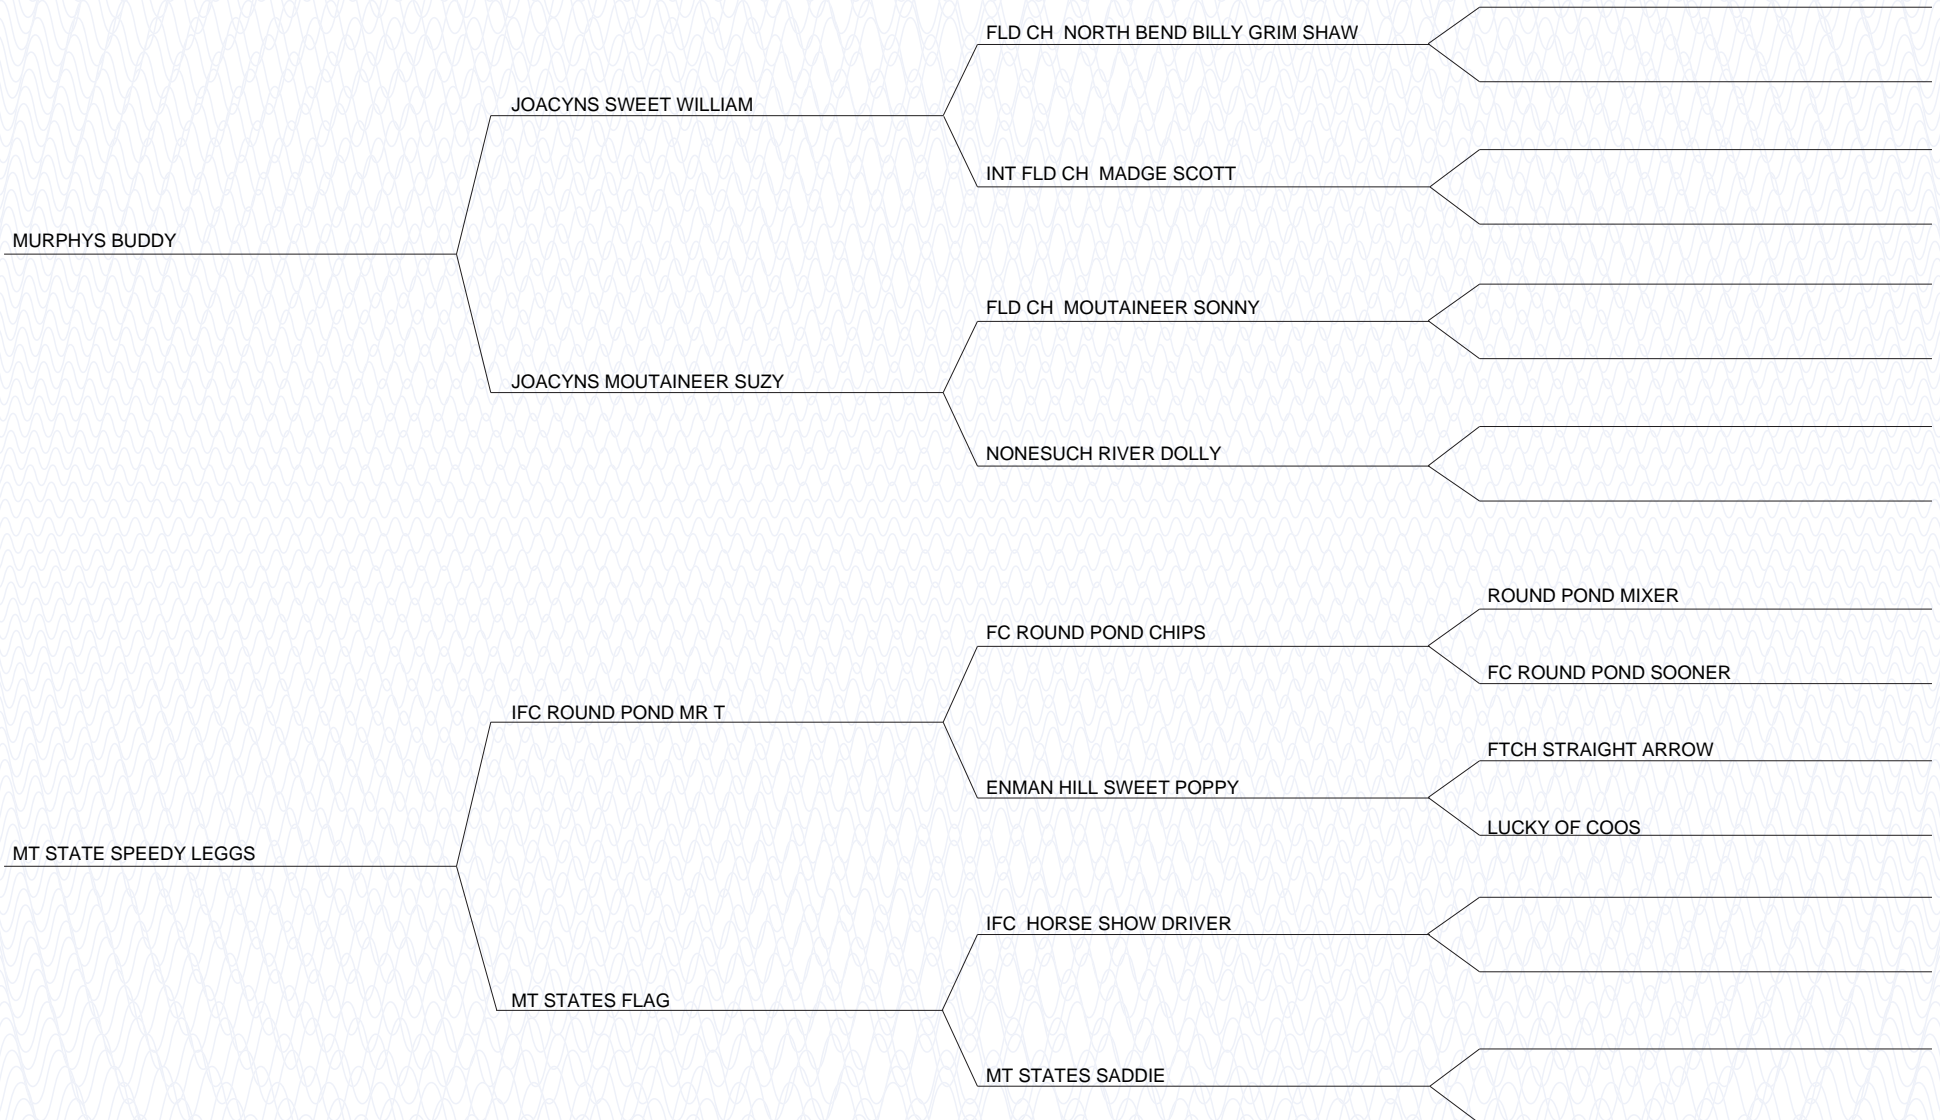 FLD CH  NORTH BEND BILLY GRIM SHAW
JOACYNS SWEET WILLIAM
INT FLD CH  MADGE SCOTT
MURPHYS BUDDY
FLD CH  MOUTAINEER SONNY
JOACYNS MOUTAINEER SUZY
NONESUCH RIVER DOLLY
ROUND POND MIXER
FC ROUND POND CHIPS
FC ROUND POND SOONER
IFC ROUND POND MR T
FTCH STRAIGHT ARROW
ENMAN HILL SWEET POPPY
LUCKY OF COOS
MT STATE SPEEDY LEGGS
IFC  HORSE SHOW DRIVER
MT STATES FLAG
MT STATES SADDIE